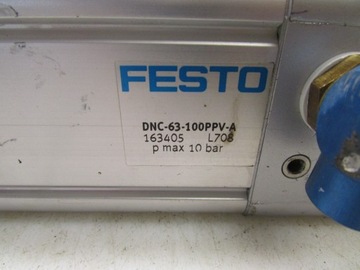 FESTO
DNC-63-100PPV-A
163405 L708
p max 10 bar